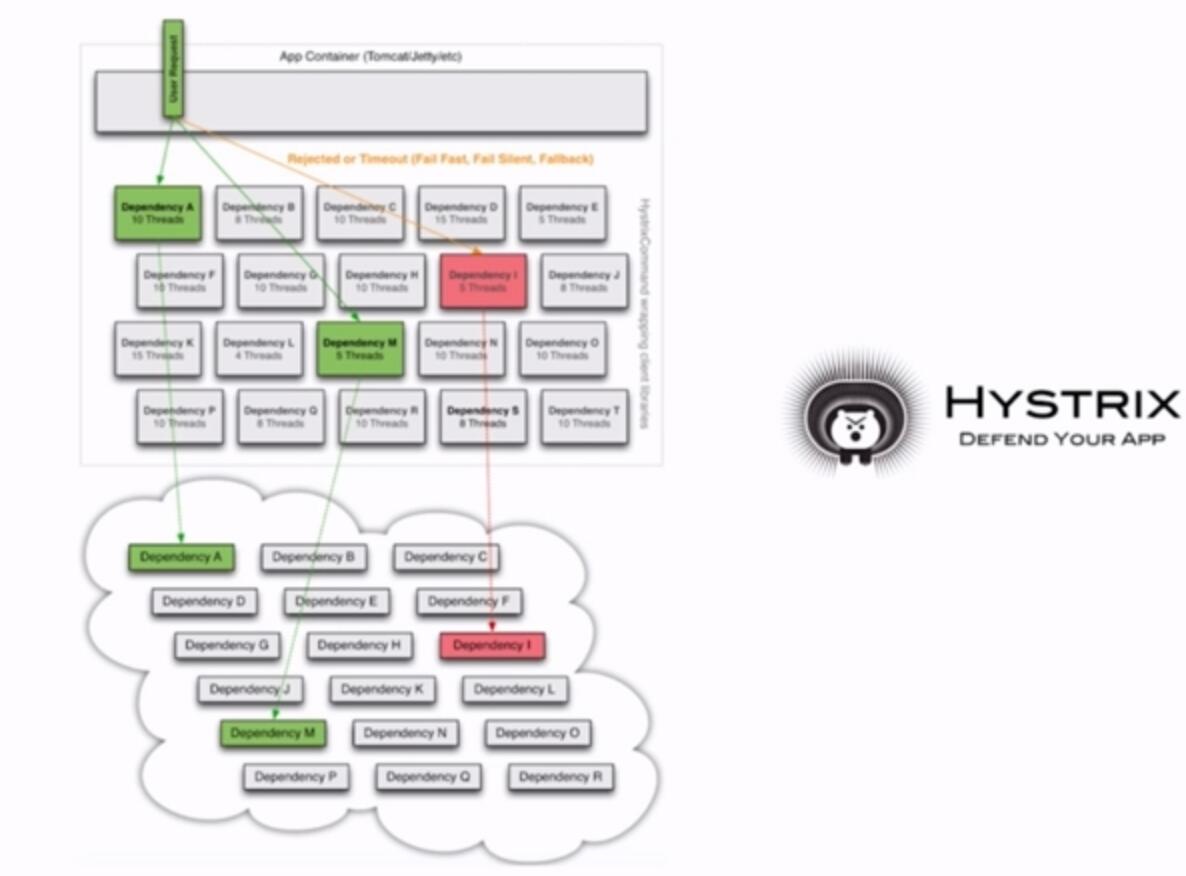 User Request
App Container (Tomcat/Jetty/etc)
Rejected or Timeout (Fail Fast, Fail Silent, Fallback)
Dependency A
10 Threads
Dependency B
8 Threads
Dependency C
10 Threads
Dependency D
15 Threads
Dependency E
5 Threads
Dependency F
10 Threads
Dependency G
10 Threads
Dependency H
10 Threads
Dependency I
5 Threads
Dependency J
8 Threads
Dependency K
15 Threads
Dependency L
4 Threads
Dependency M
5 Threads
Dependency N
10 Threads
Dependency O
10 Threads
Dependency P
10 Threads
Dependency Q
8 Threads
Dependency R
10 Threads
Dependency S
8 Threads
Dependency T
10 Threads
HystrixCommand wrapping client libraries
Dependency A
Dependency B
Dependency C
Dependency D
Dependency E
Dependency F
Dependency G
Dependency H
Dependency I
Dependency J
Dependency K
Dependency L
Dependency M
Dependency N
Dependency O
Dependency P
Dependency Q
Dependency R
HYSTRIX
DEFEND YOUR APP